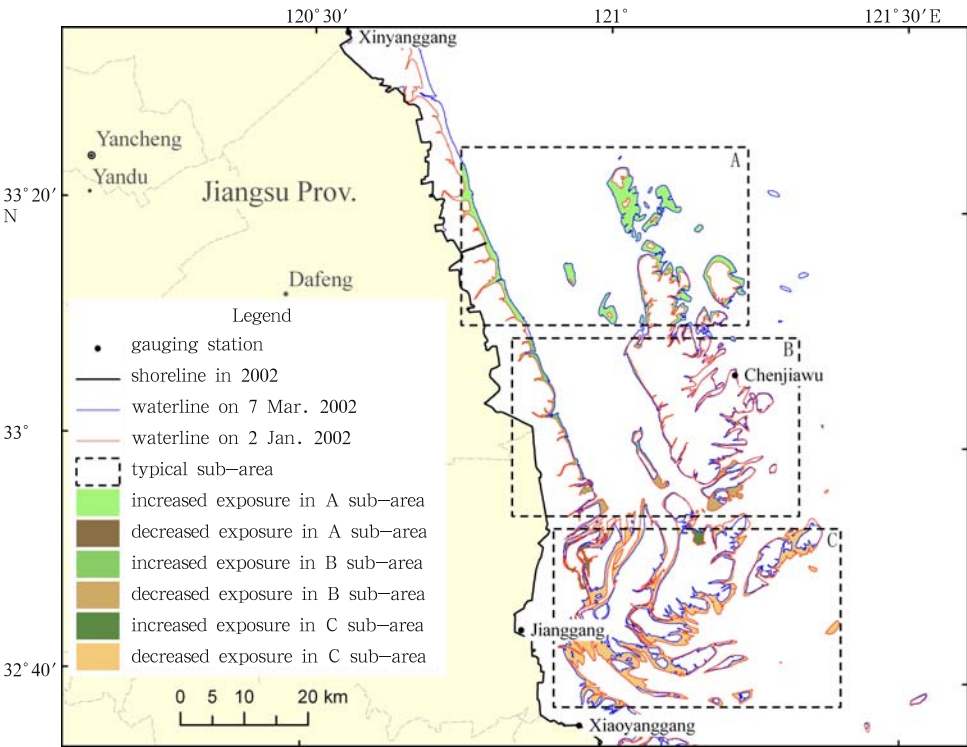 120°30′ 121° 121°30′ E
Xinyanggang
Yancheng
A
Yandu
33°20′
N
Jiangsu Prov.
Dafeng
Legend
gauging station
B
shoreline in 2002
Chenjiawu
waterline on 7 Mar. 2002
33°
waterline on 2 Jan. 2002
typical sub-area
increased exposure in A sub-area
decreased exposure in A sub-area
C
increased exposure in B sub-area
decreased exposure in B sub-area
increased exposure in C sub-area
Jianggang
decreased exposure in C sub-area
32°40′
0 10 20 km
Xiaoyanggang